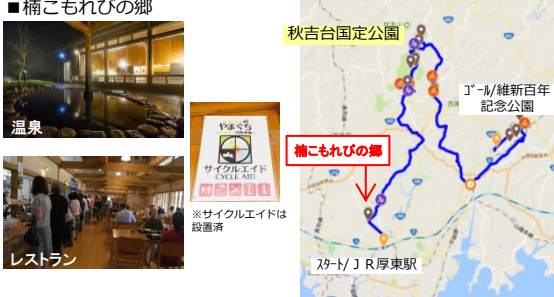 ■楠こもれびの郷
温泉
レストラン
やまぐち
サイクルエイド
CYCLE AID
※サイクルエイドは
設置済
秋吉台国定公園
ｺﾞｰﾙ/維新百年
記念公園
楠こもれびの郷
ｽﾀｰﾄ/ＪＲ厚東駅